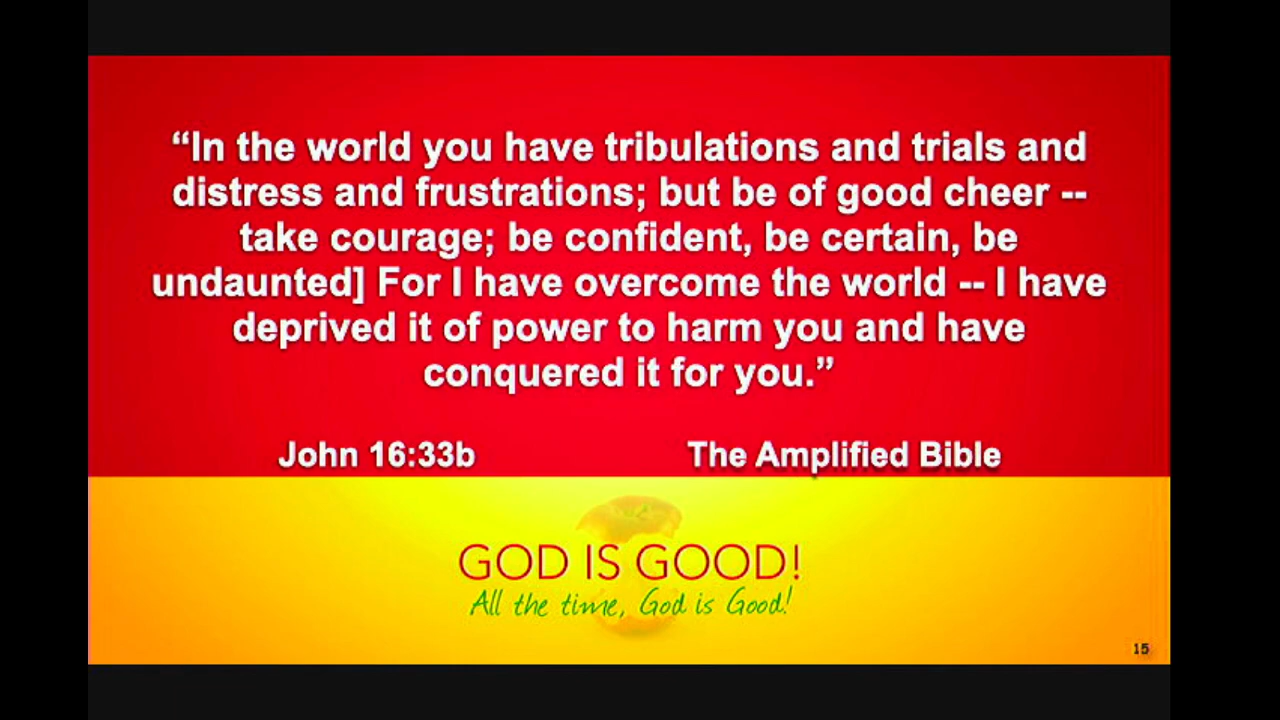 “In the world you have tribulations and trials and
distress and frustrations; but be of good cheer --
take courage; be confident, be certain, be
undaunted] For I have overcome the world -- I have
deprived it of power to harm you and have
conquered it for you.”
John 16:33b The Amplified Bible
GOD IS GOOD!
All the time, God is Good!
15